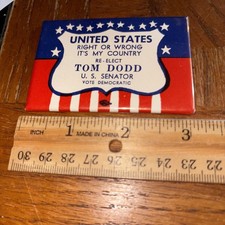 UNITED STATES
RIGHT OR WRONG
IT'S MY COUNTRY
RE-ELECT
TOM DODD
U. S. SENATOR
VOTE DEMOCRATIC
INCH 1 MADE IN CHINA 2 3
29 28 27 26 25 24 23 22